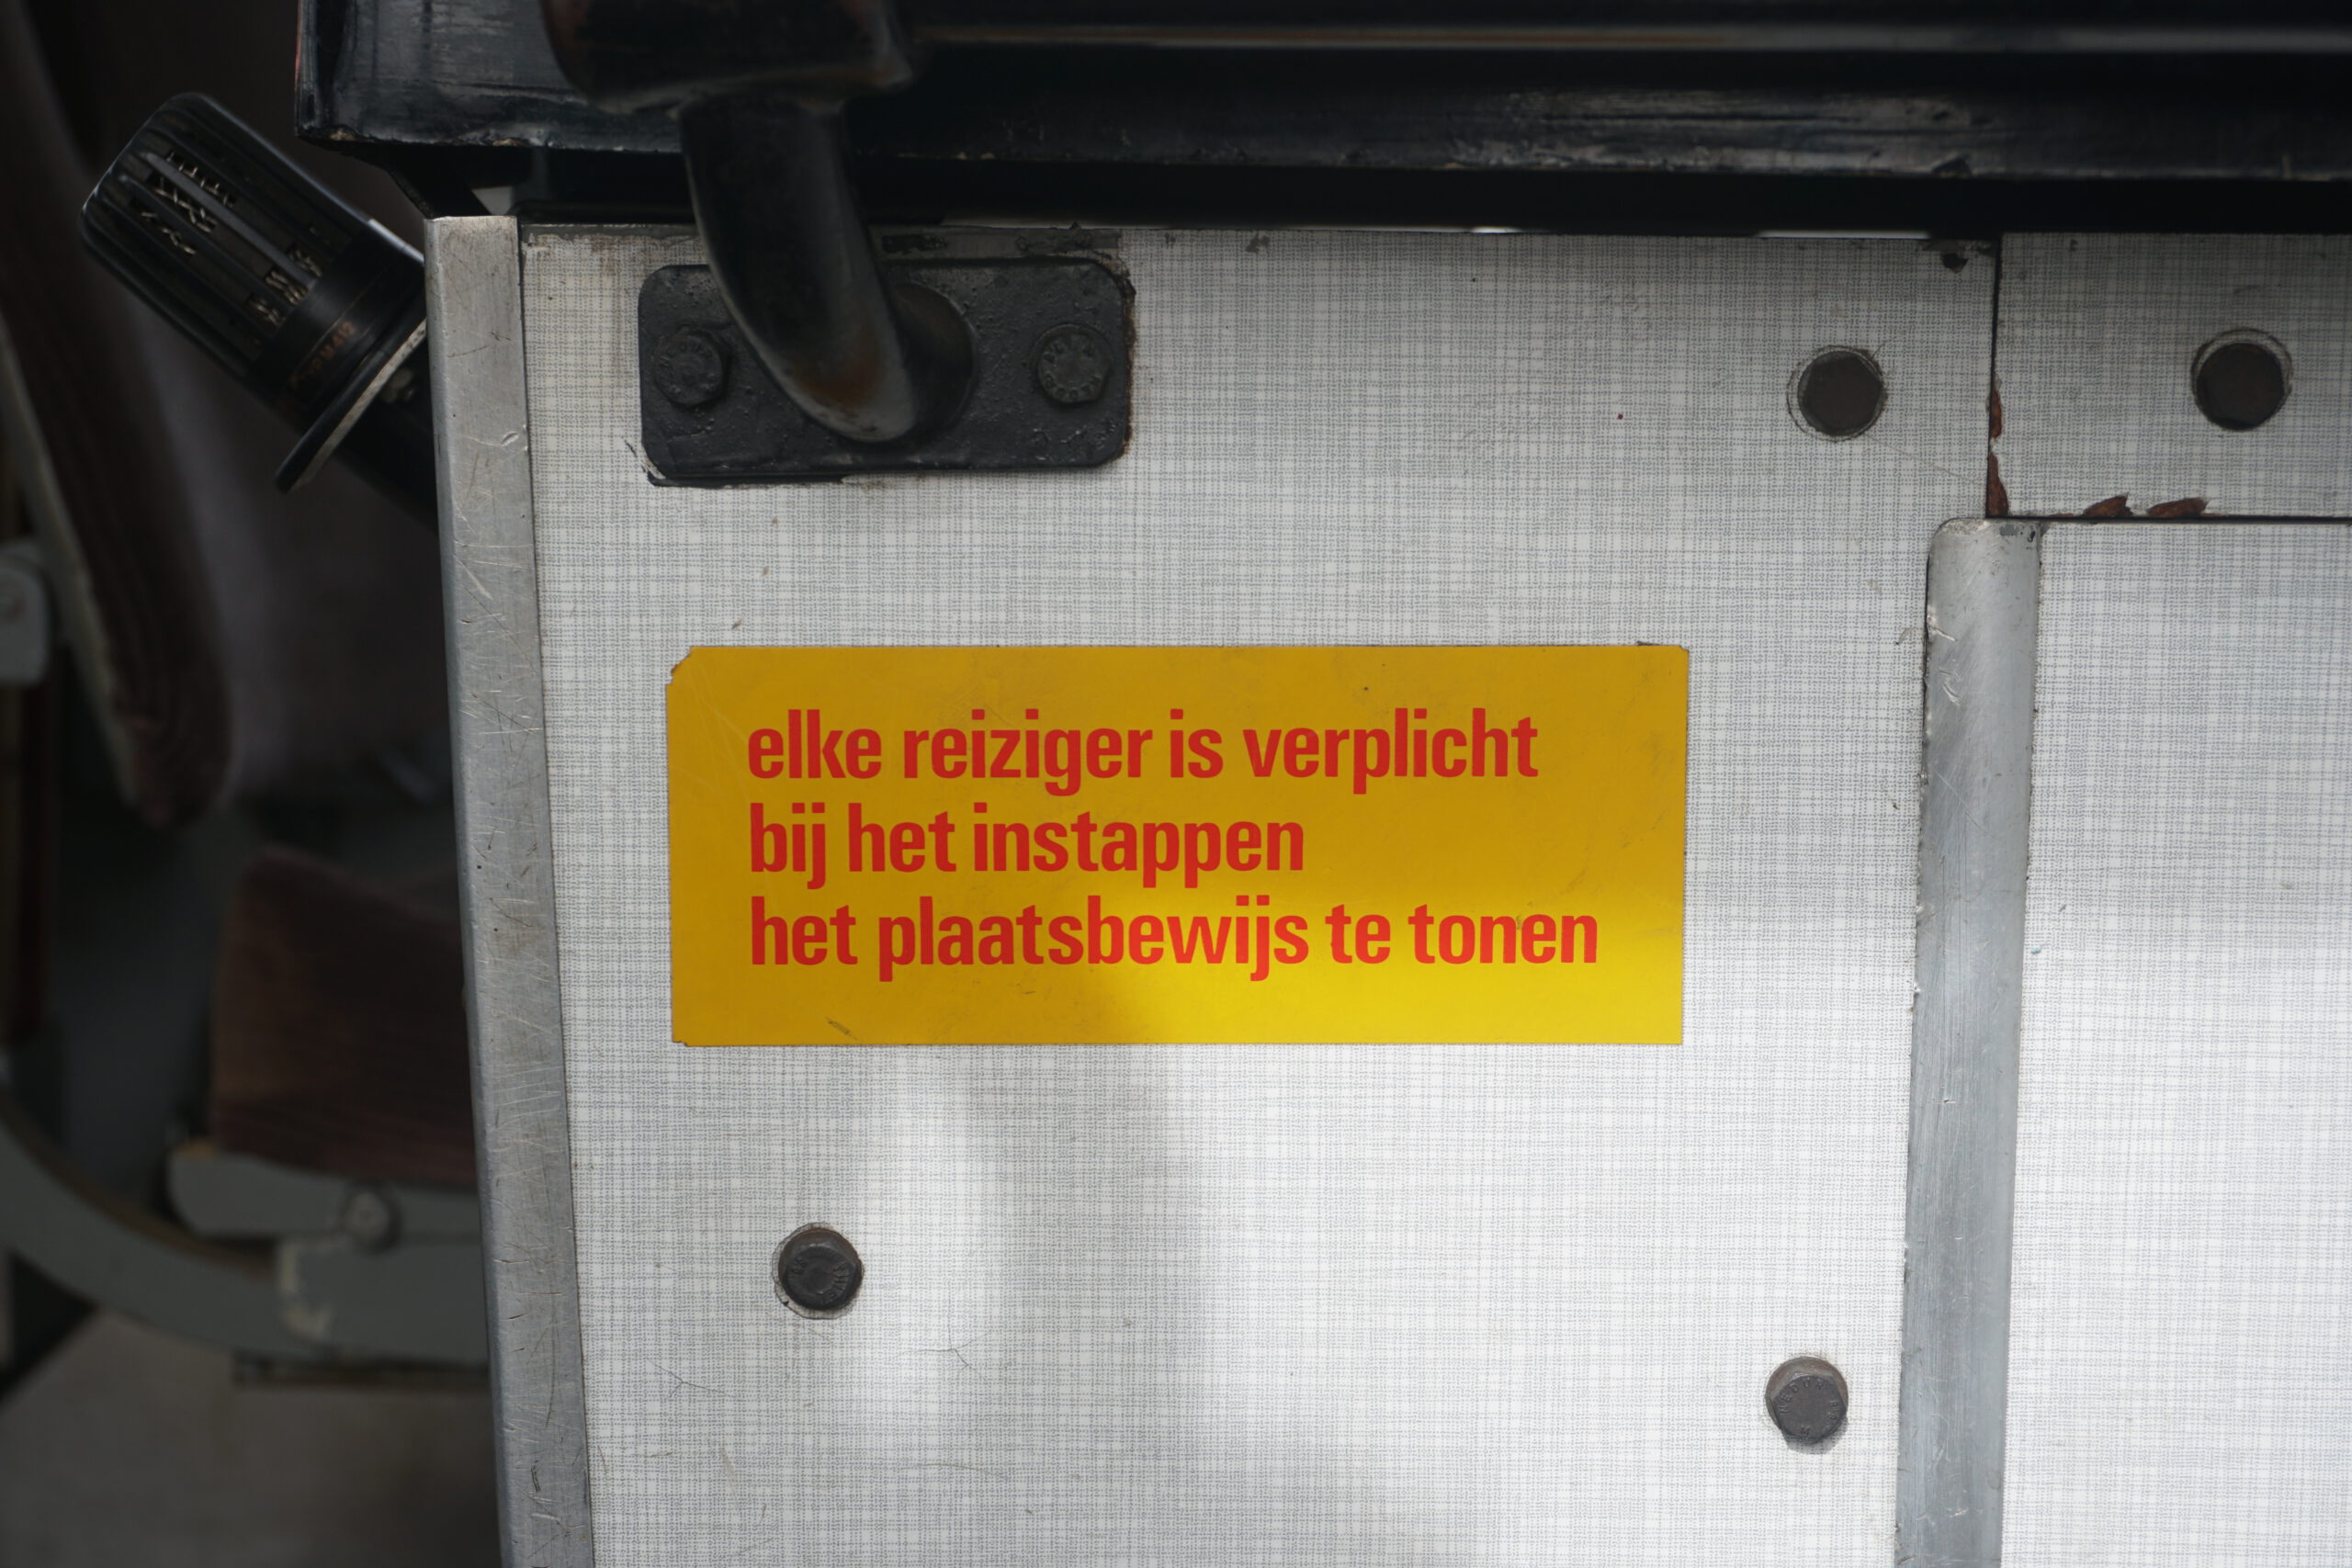 elke reiziger is verplicht
bij het instappen
het plaatsbewijs te tonen